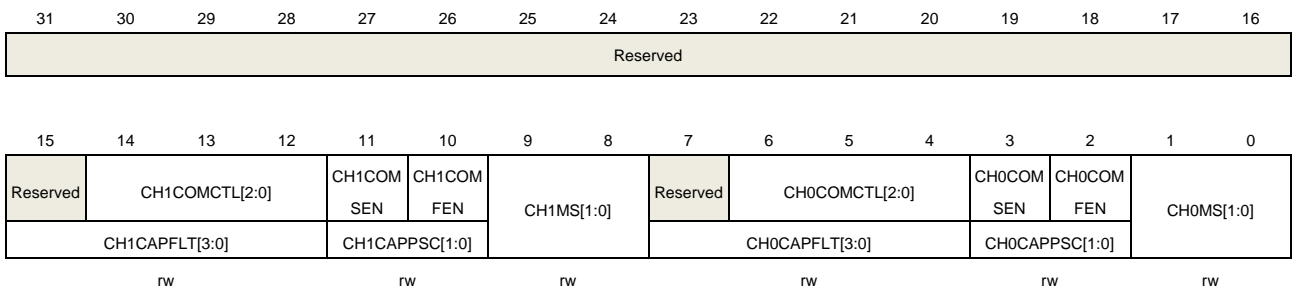 31 30 29 28 27 26 25 24 23 22 21 20 19 18 17 16
Reserved
15 14 13 12 11 10 9 8 7 6 5 4 3 2 1 0
Reserved CH1COMCTL[2:0] CH1COM SEN CH1COM FEN CH1MS[1:0] Reserved CH0COMCTL[2:0] CH0COM SEN CH0COM FEN CH0MS[1:0]
CH1CAPFLT[3:0] CH1CAPPSC[1:0] CH0CAPFLT[3:0] CH0CAPPSC[1:0]
rw rw rw rw rw rw